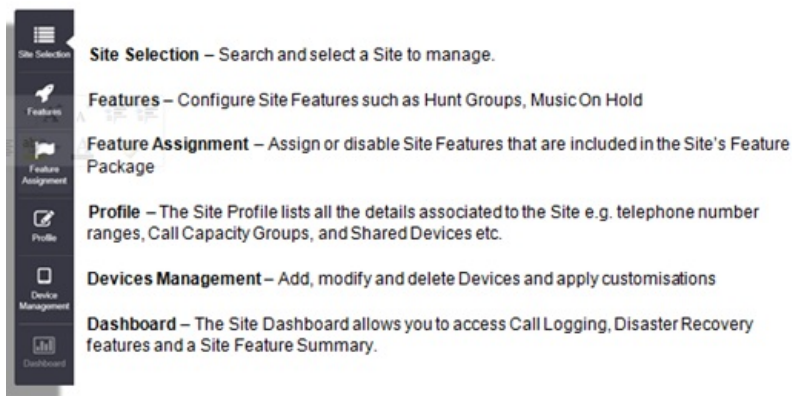 Site Selection
Site Selection – Search and select a Site to manage.
Features
Features – Configure Site Features such as Hunt Groups, Music On Hold
Feature
Assignment
Feature Assignment – Assign or disable Site Features that are included in the Site's Feature
Package
Profile
Profile – The Site Profile lists all the details associated to the Site e.g. telephone number
ranges, Call Capacity Groups, and Shared Devices etc.
Device
Management
Devices Management – Add, modify and delete Devices and apply customisations
Dashboard
Dashboard – The Site Dashboard allows you to access Call Logging, Disaster Recovery
features and a Site Feature Summary.